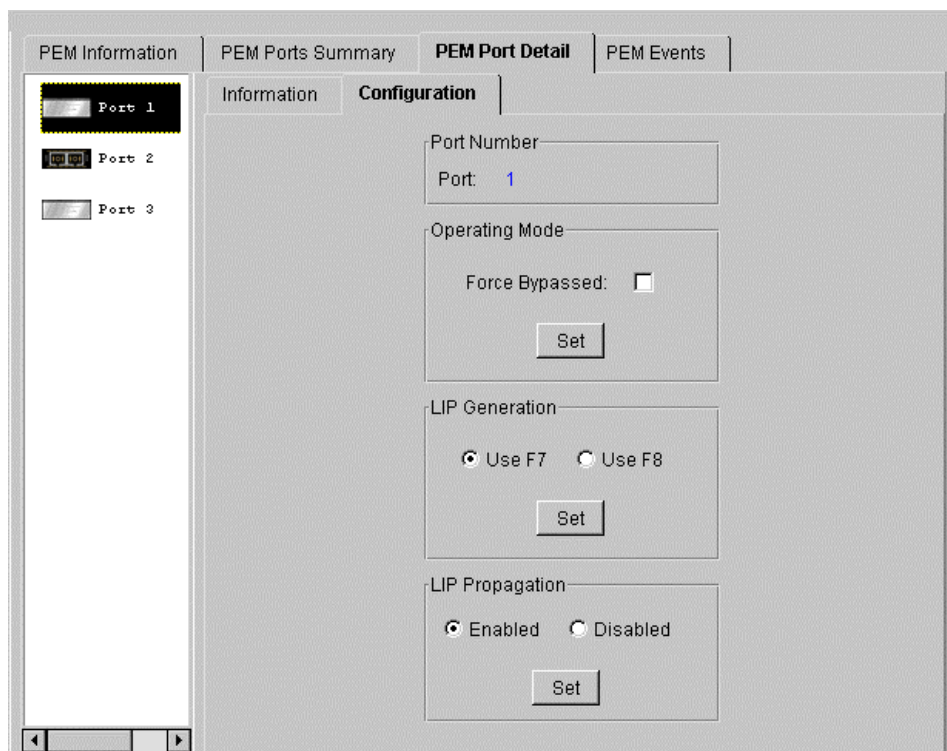 PEM Information PEM Ports Summary PEM Port Detail PEM Events
Port 1
Port 2
Port 3
Information Configuration
Port Number
Port: 1
Operating Mode
Force Bypassed:
Set
LIP Generation
Use F7 Use F8
Set
LIP Propagation
Enabled Disabled
Set